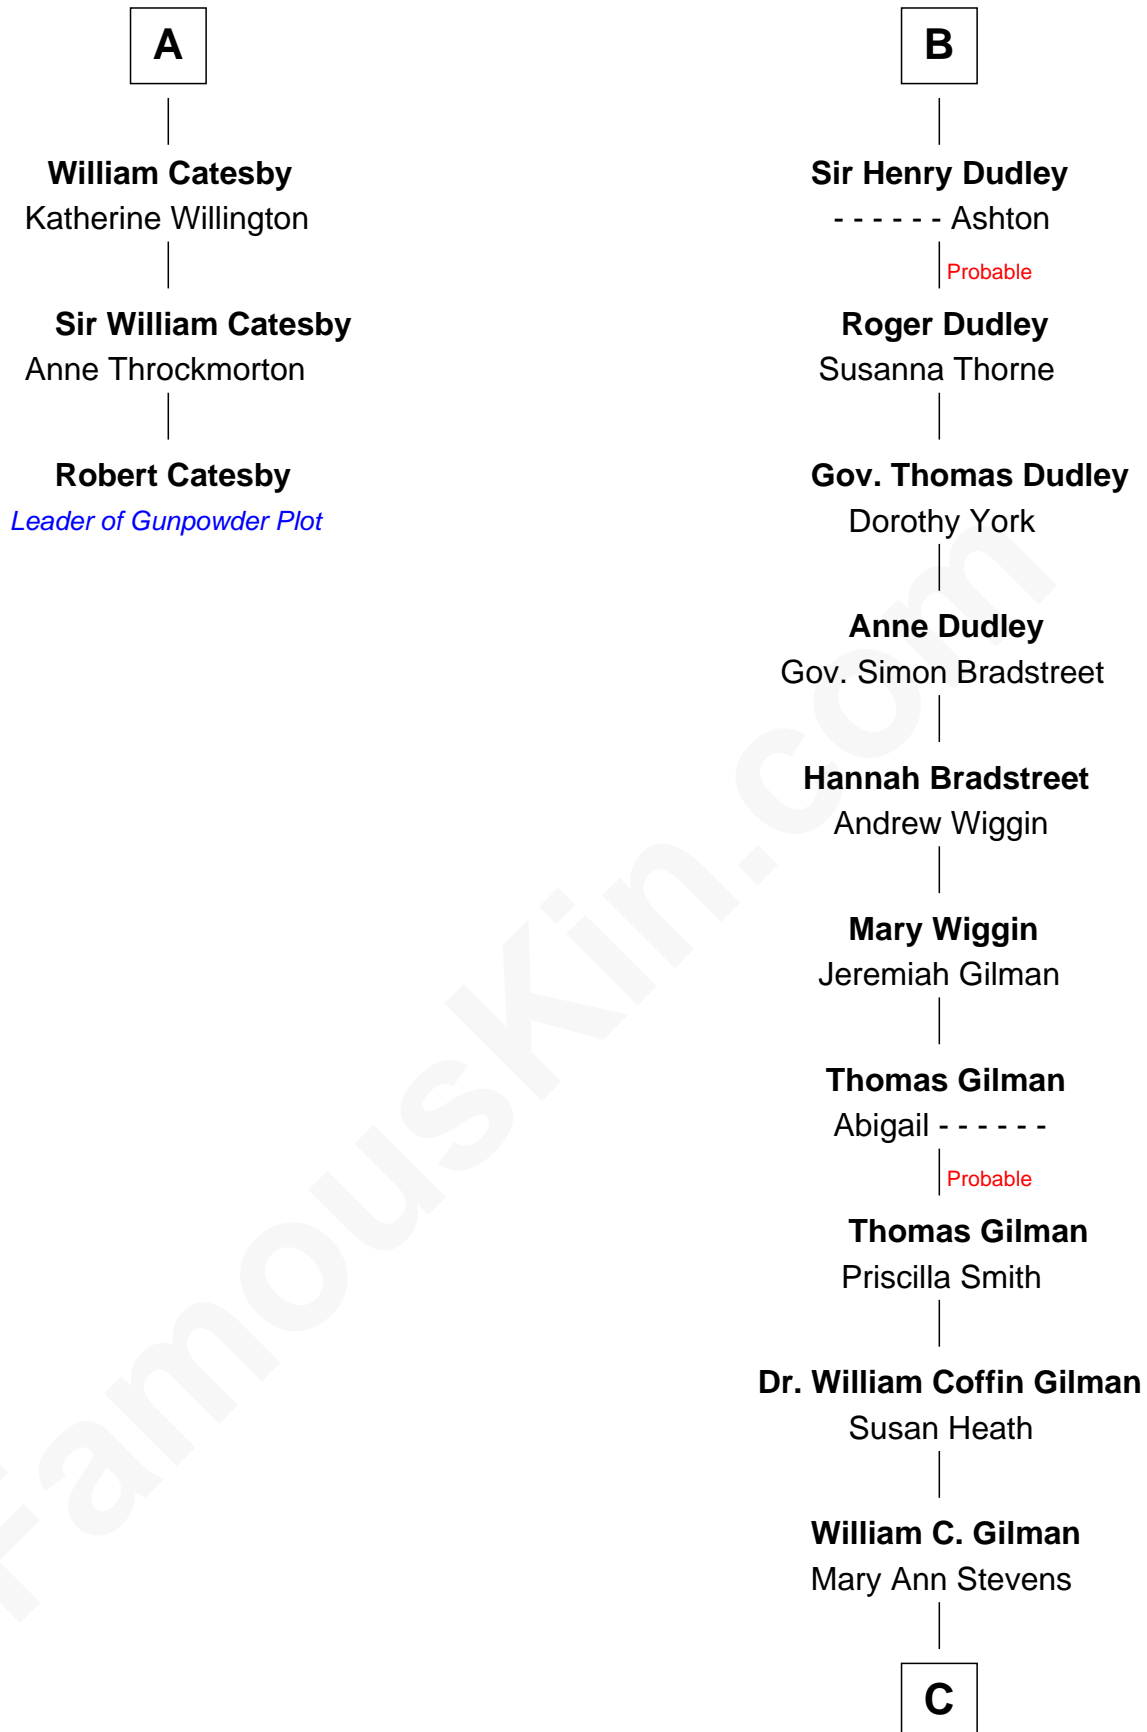 A
William Catesby
Katherine Willington
Sir William Catesby
Anne Throckmorton
Robert Catesby
Leader of Gunpowder Plot
B
Sir Henry Dudley
- - - - - - Ashton
Probable
Roger Dudley
Susanna Thorne
Gov. Thomas Dudley
Dorothy York
Anne Dudley
Gov. Simon Bradstreet
Hannah Bradstreet
Andrew Wiggin
Mary Wiggin
Jeremiah Gilman
Thomas Gilman
Abigail - - - - - -
Probable
Thomas Gilman
Priscilla Smith
Dr. William Coffin Gilman
Susan Heath
William C. Gilman
Mary Ann Stevens
C
FamousKin.com